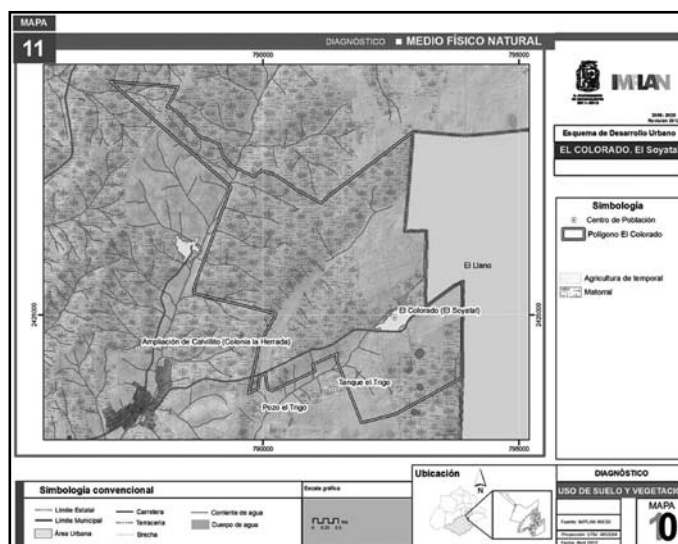 MAPA
11
DIAGNÓSTICO ■ MEDIO FÍSICO NATURAL
790000
795000
IMPLAN
Esquema de Desarrollo Urbano
EL COLORADO. El Soyatal
Simbología
Centro de Población
Polígono El Colorado
Agricultura de temporal
Matorral
El Llano
2425000
2425000
El Colorado (El Soyatal)
Ampliación de Calvillito (Colonia la Herrada)
Tanque el Trigo
Pozo el Trigo
790000
795000
Simbología convencional
Límite Estatal
Límite Municipal
Área Urbana
Carretera
Terracería
Brecha
Corriente de agua
Cuerpo de agua
Escala gráfica
Ubicación
N
DIAGNÓSTICO
USO DE SUELO Y VEGETACIÓ
MAPA
10